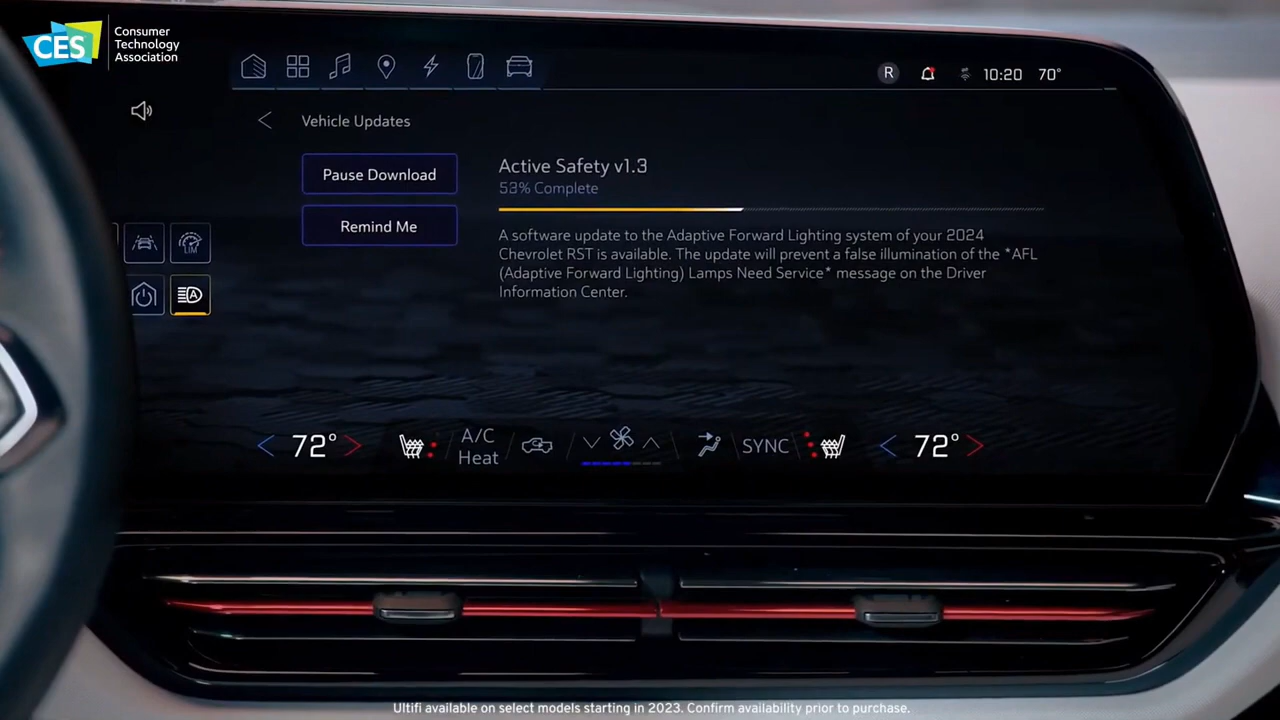 CES
Consumer
Technology
Association
R
10:20 70°
Vehicle Updates
Pause Download
Remind Me
Active Safety v1.3
53% Complete
A software update to the Adaptive Forward Lighting system of your 2024
Chevrolet RST is available. The update will prevent a false illumination of the *AFL
(Adaptive Forward Lighting) Lamps Need Service* message on the Driver
Information Center.
LIM
A
72°
A/C
Heat
SYNC
72°
Ultifi available on select models starting in 2023. Confirm availability prior to purchase.